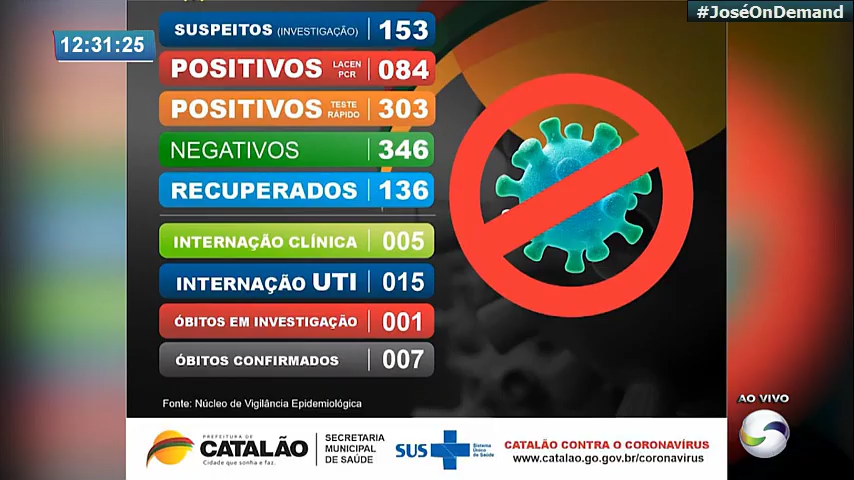 #JoséOnDemand
12:31:25
SUSPEITOS (INVESTIGAÇÃO) 153
POSITIVOS LACEN PCR 084
POSITIVOS TESTE RÁPIDO 303
NEGATIVOS 346
RECUPERADOS 136
INTERNAÇÃO CLÍNICA 005
INTERNAÇÃO UTI 015
ÓBITOS EM INVESTIGAÇÃO 001
ÓBITOS CONFIRMADOS 007
Fonte: Núcleo de Vigilância Epidemiológica
AO VIVO
PREFEITURA DE
CATALÃO
Cidade que sonha e faz.
SECRETARIA
MUNICIPAL
DE SAÚDE
SUS
Sistema
Único
de Saúde
CATALÃO CONTRA O CORONAVÍRUS
www.catalao.go.gov.br/coronavirus